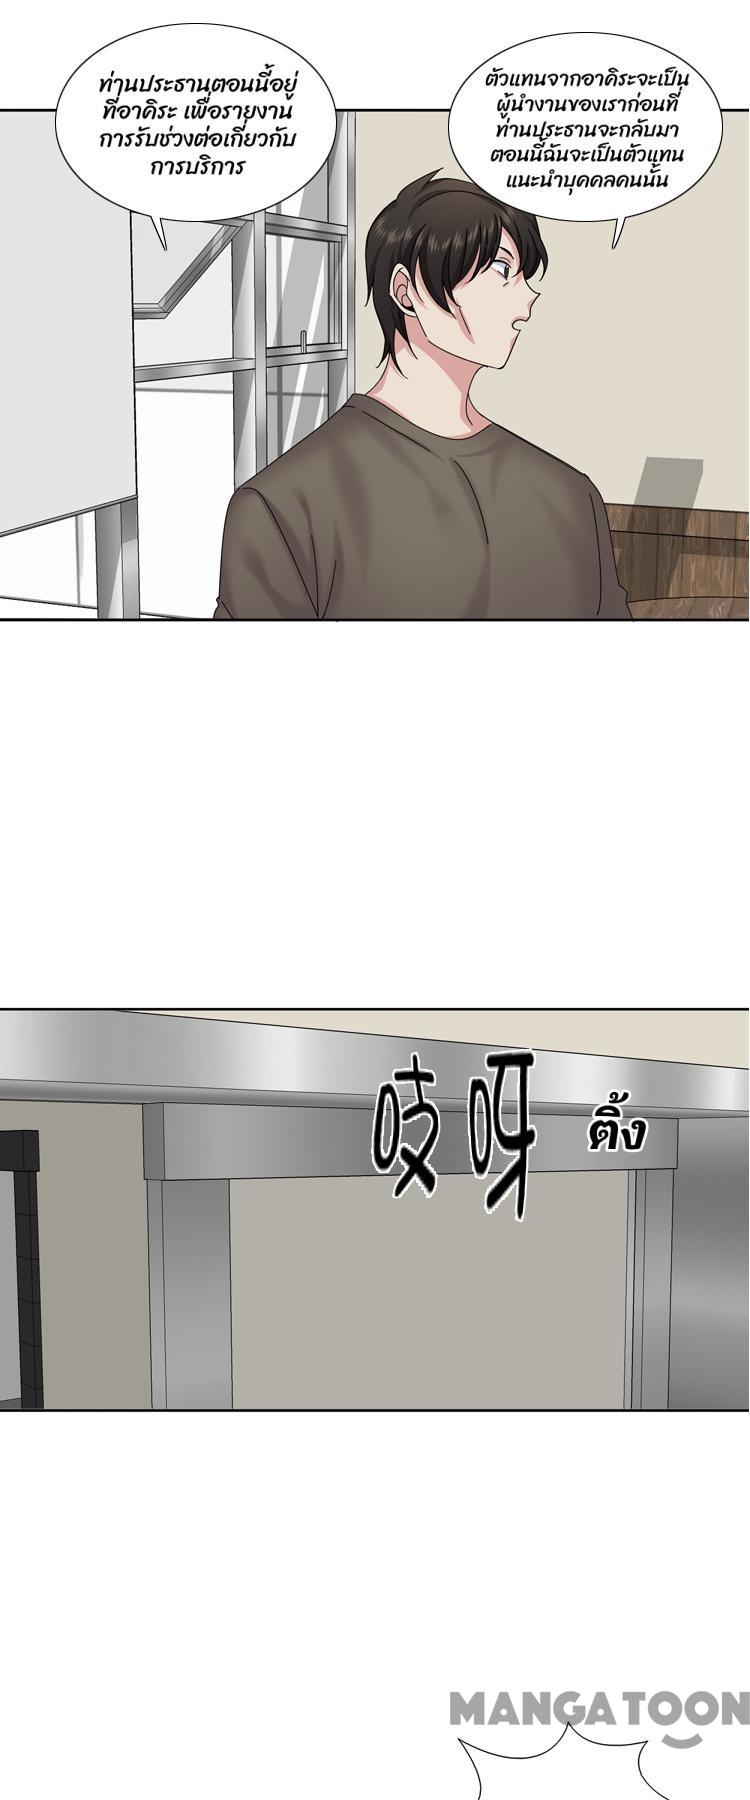 ท่านประธานตอนนี้อยู่
ที่อาคิระ เพื่อรายงาน
การรับช่วงต่อเกี่ยวกับ
การบริการ
ตัวแทนจากอาคิระจะเป็น
ผู้นำงานของเราก่อนที่
ท่านประธานจะกลับมา
ตอนนี้ฉันจะเป็นตัวแทน
แนะนำบุคคลคนนั้น
吱呀
ติ้ง
MANGATOON